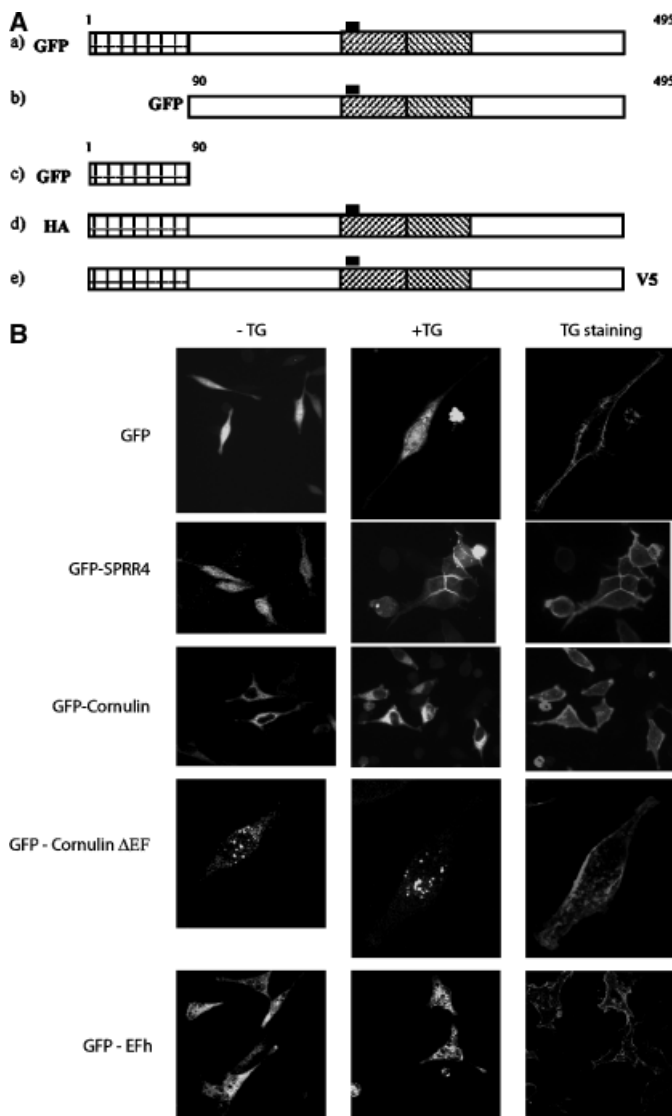 A
1 495
a) GFP
90 495
b) GFP
1 90
c) GFP
d) HA
e) V5
B
- TG +TG TG staining
GFP
GFP-SPRR4
GFP-Cornulin
GFP - Cornulin ΔEF
GFP - EFh